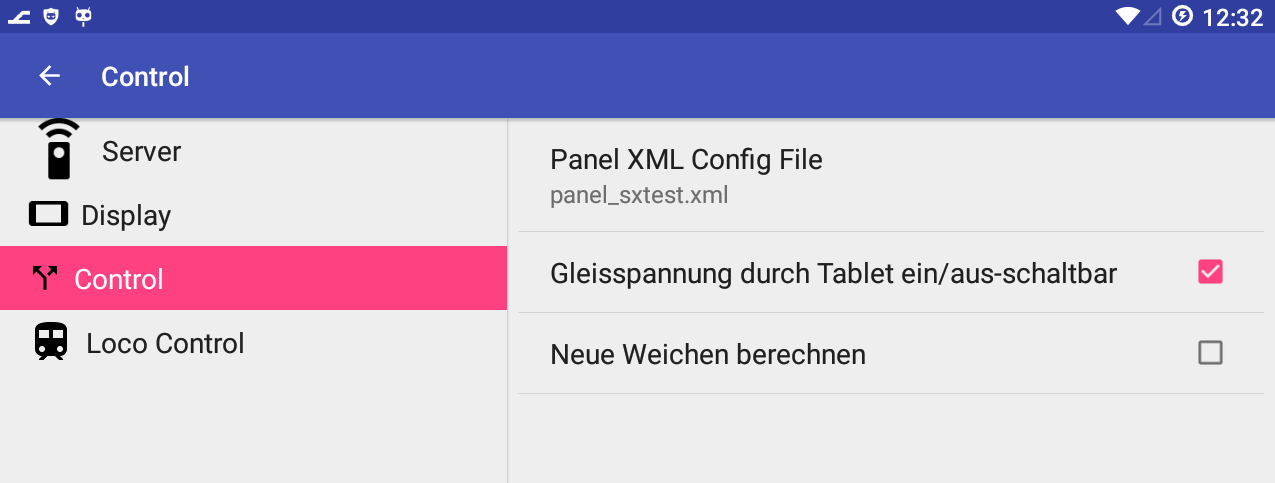 12:32
Control
Server
Display
Control
Loco Control
Panel XML Config File
panel_sxtest.xml
Gleisspannung durch Tablet ein/aus-schaltbar
Neue Weichen berechnen